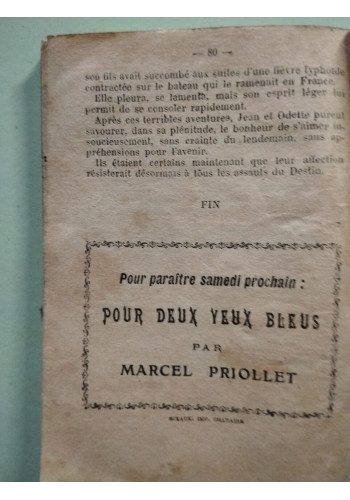 — 80 —
son fils avait succombé aux suites d'une fièvre typhoïde
contractée sur le bateau qui le ramenait en France.
Elle pleura, se lamenta, mais son esprit léger lui
permit de se consoler rapidement.
Après ces terribles aventures, Jean et Odette purent
savourer, dans sa plénitude, le bonheur de s'aimer in-
soucieusement, sans crainte du lendemain, sans ap-
préhensions pour l'avenir.
Ils étaient certains maintenant que leur affection
résisterait désormais à tous les assauts du Destin.
FIN
Pour paraître samedi prochain :
POUR DEUX YEUX BLEUS
PAR
MARCEL PRIOLLET
SCEAUX. IMP. CHARAIRE